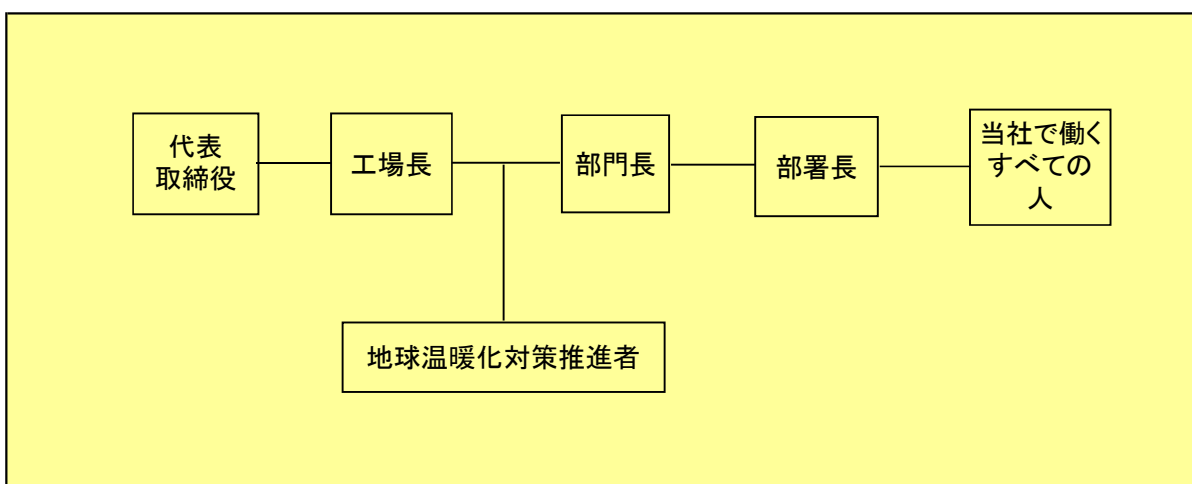 代表
取締役
工場長
部門長
部署長
当社で働く
すべての
人
地球温暖化対策推進者